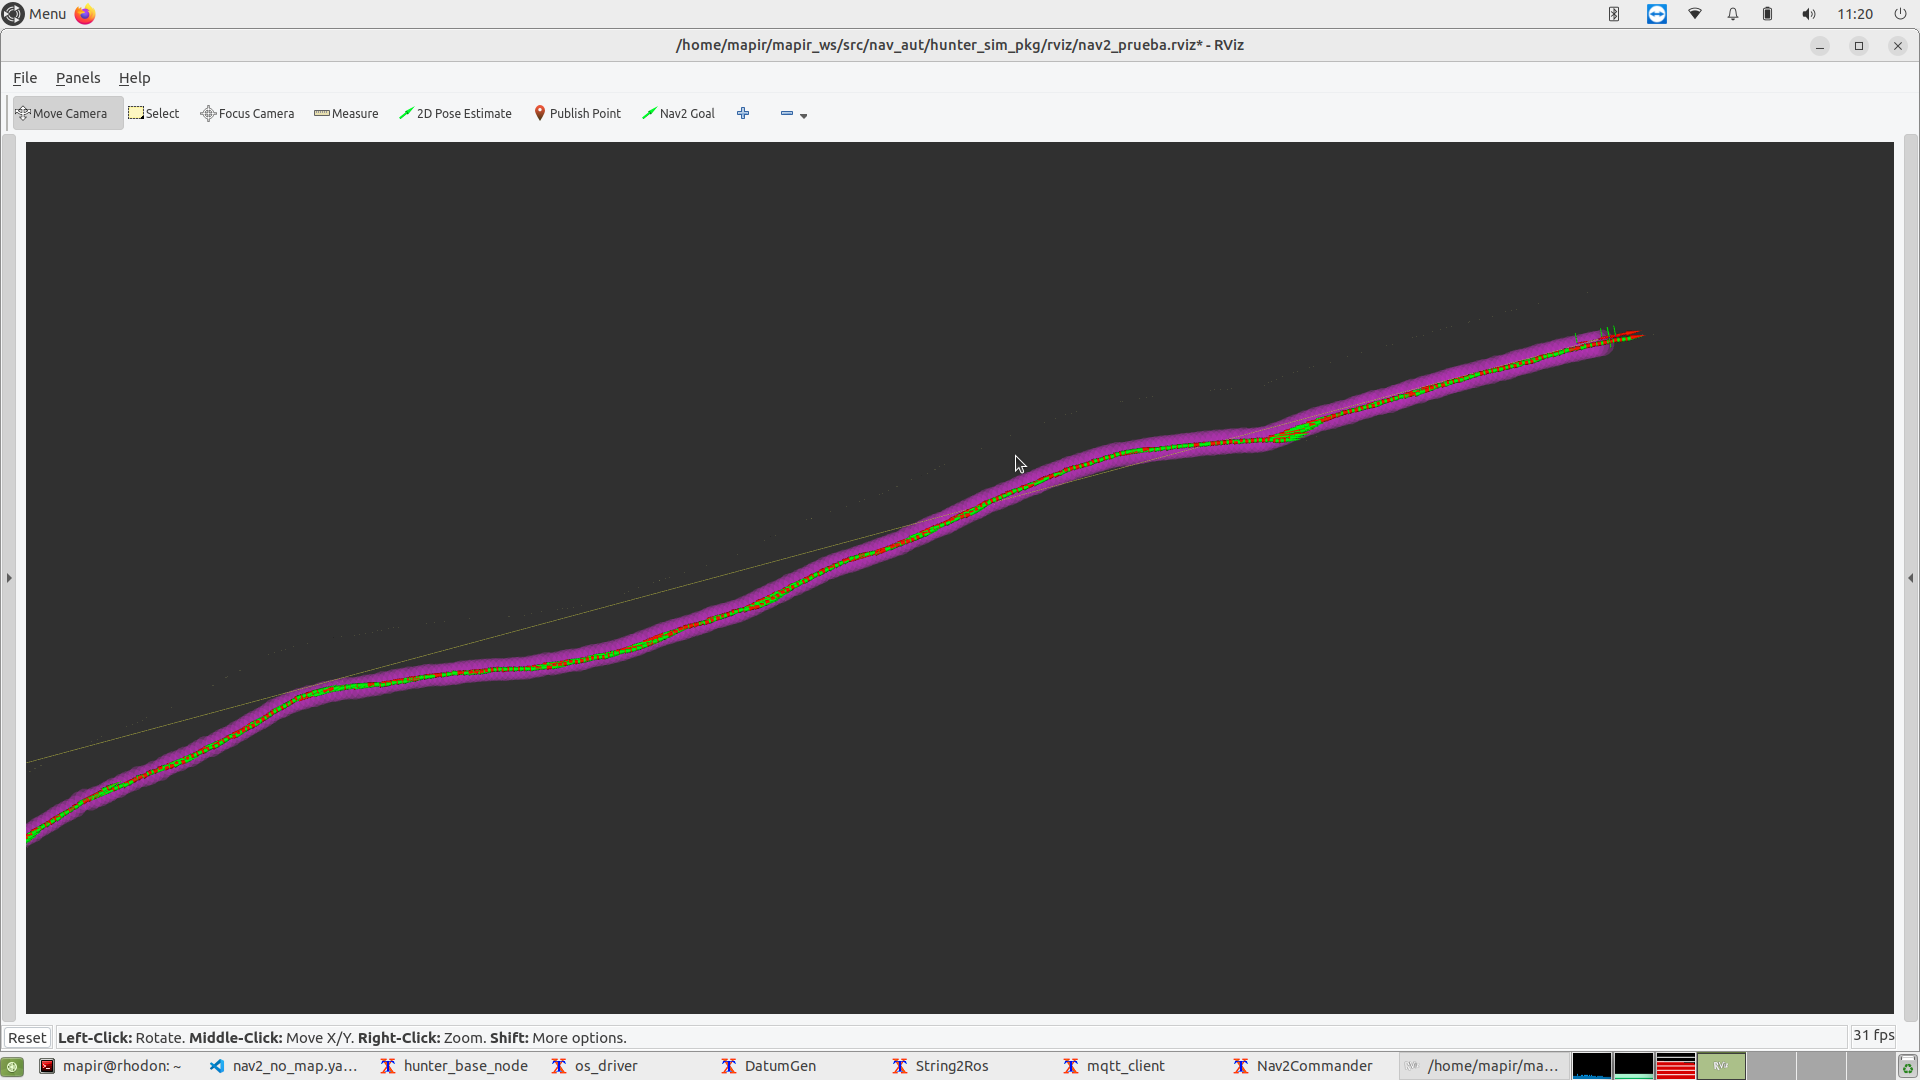 Menu
11:20
/home/mapir/mapir_ws/src/nav_aut/hunter_sim_pkg/rviz/nav2_prueba.rviz* - RViz
File Panels Help
Move Camera Select Focus Camera Measure 2D Pose Estimate Publish Point Nav2 Goal
Reset Left-Click: Rotate. Middle-Click: Move X/Y. Right-Click: Zoom. Shift: More options. 31 fps
mapir@rhodon: ~ nav2_no_map.ya... hunter_base_node os_driver DatumGen String2Ros mqtt_client Nav2Commander /home/mapir/ma...